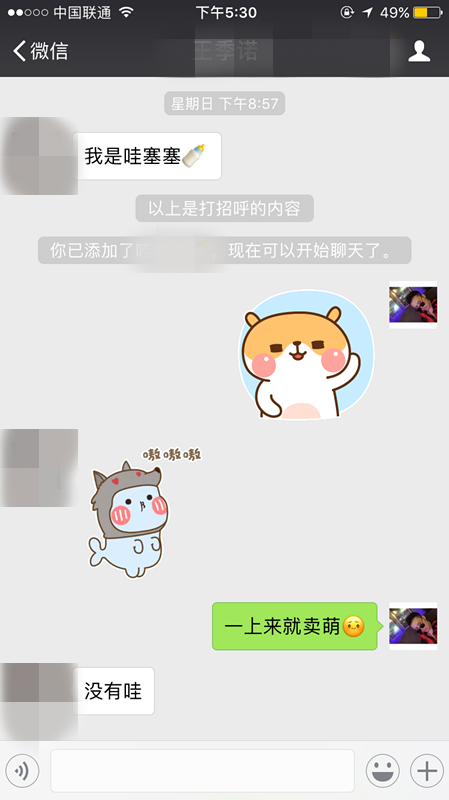 中国联通 下午5:30 49%
微信
星期日 下午8:57
我是哇塞塞🍼
以上是打招呼的内容
你已添加了 ，现在可以开始聊天了。
嗷嗷嗷
一上来就卖萌
没有哇